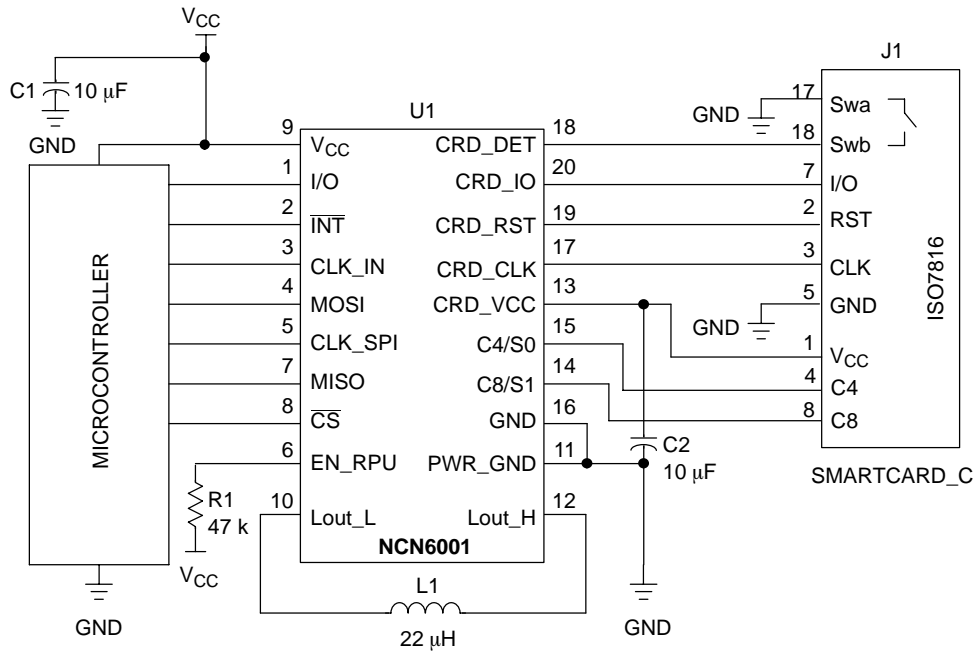 VCC
C1
10 μF
GND
MICROCONTROLLER
GND
U1
9
VCC
1
I/O
2
INT
3
CLK_IN
4
MOSI
5
CLK_SPI
7
MISO
8
CS
6
EN_RPU
10
Lout_L
R1
47 k
VCC
18
CRD_DET
20
CRD_IO
19
CRD_RST
17
CRD_CLK
13
CRD_VCC
15
C4/S0
14
C8/S1
16
GND
11
PWR_GND
12
Lout_H
NCN6001
L1
22 μH
C2
10 μF
GND
J1
GND
17
Swa
18
Swb
7
I/O
2
RST
3
CLK
GND
5
GND
1
VCC
4
C4
8
C8
ISO7816
SMARTCARD_C